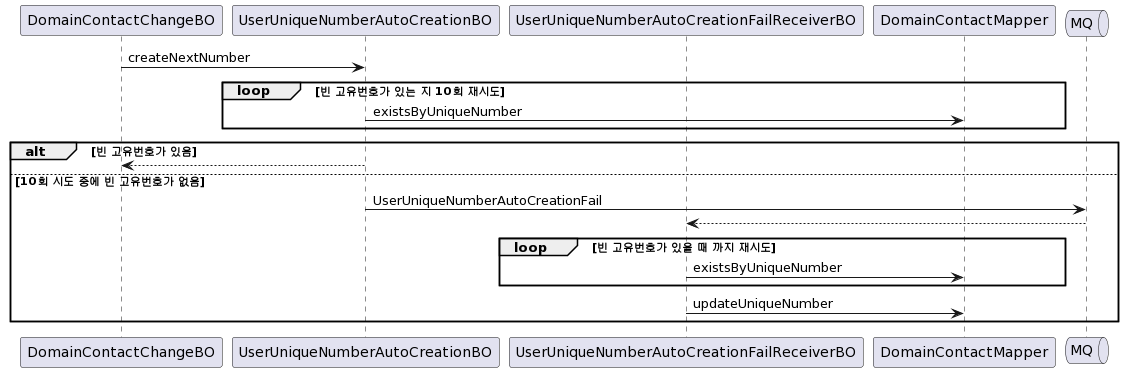 DomainContactChangeBO
UserUniqueNumberAutoCreationBO
UserUniqueNumberAutoCreationFailReceiverBO
DomainContactMapper
MQ
createNextNumber
loop
[빈 고유번호가 있는 지 10회 재시도]
existsByUniqueNumber
alt
[빈 고유번호가 있음]
[10회 시도 중에 빈 고유번호가 없음]
UserUniqueNumberAutoCreationFail
loop
[빈 고유번호가 있을 때 까지 재시도]
existsByUniqueNumber
updateUniqueNumber
DomainContactChangeBO
UserUniqueNumberAutoCreationBO
UserUniqueNumberAutoCreationFailReceiverBO
DomainContactMapper
MQ